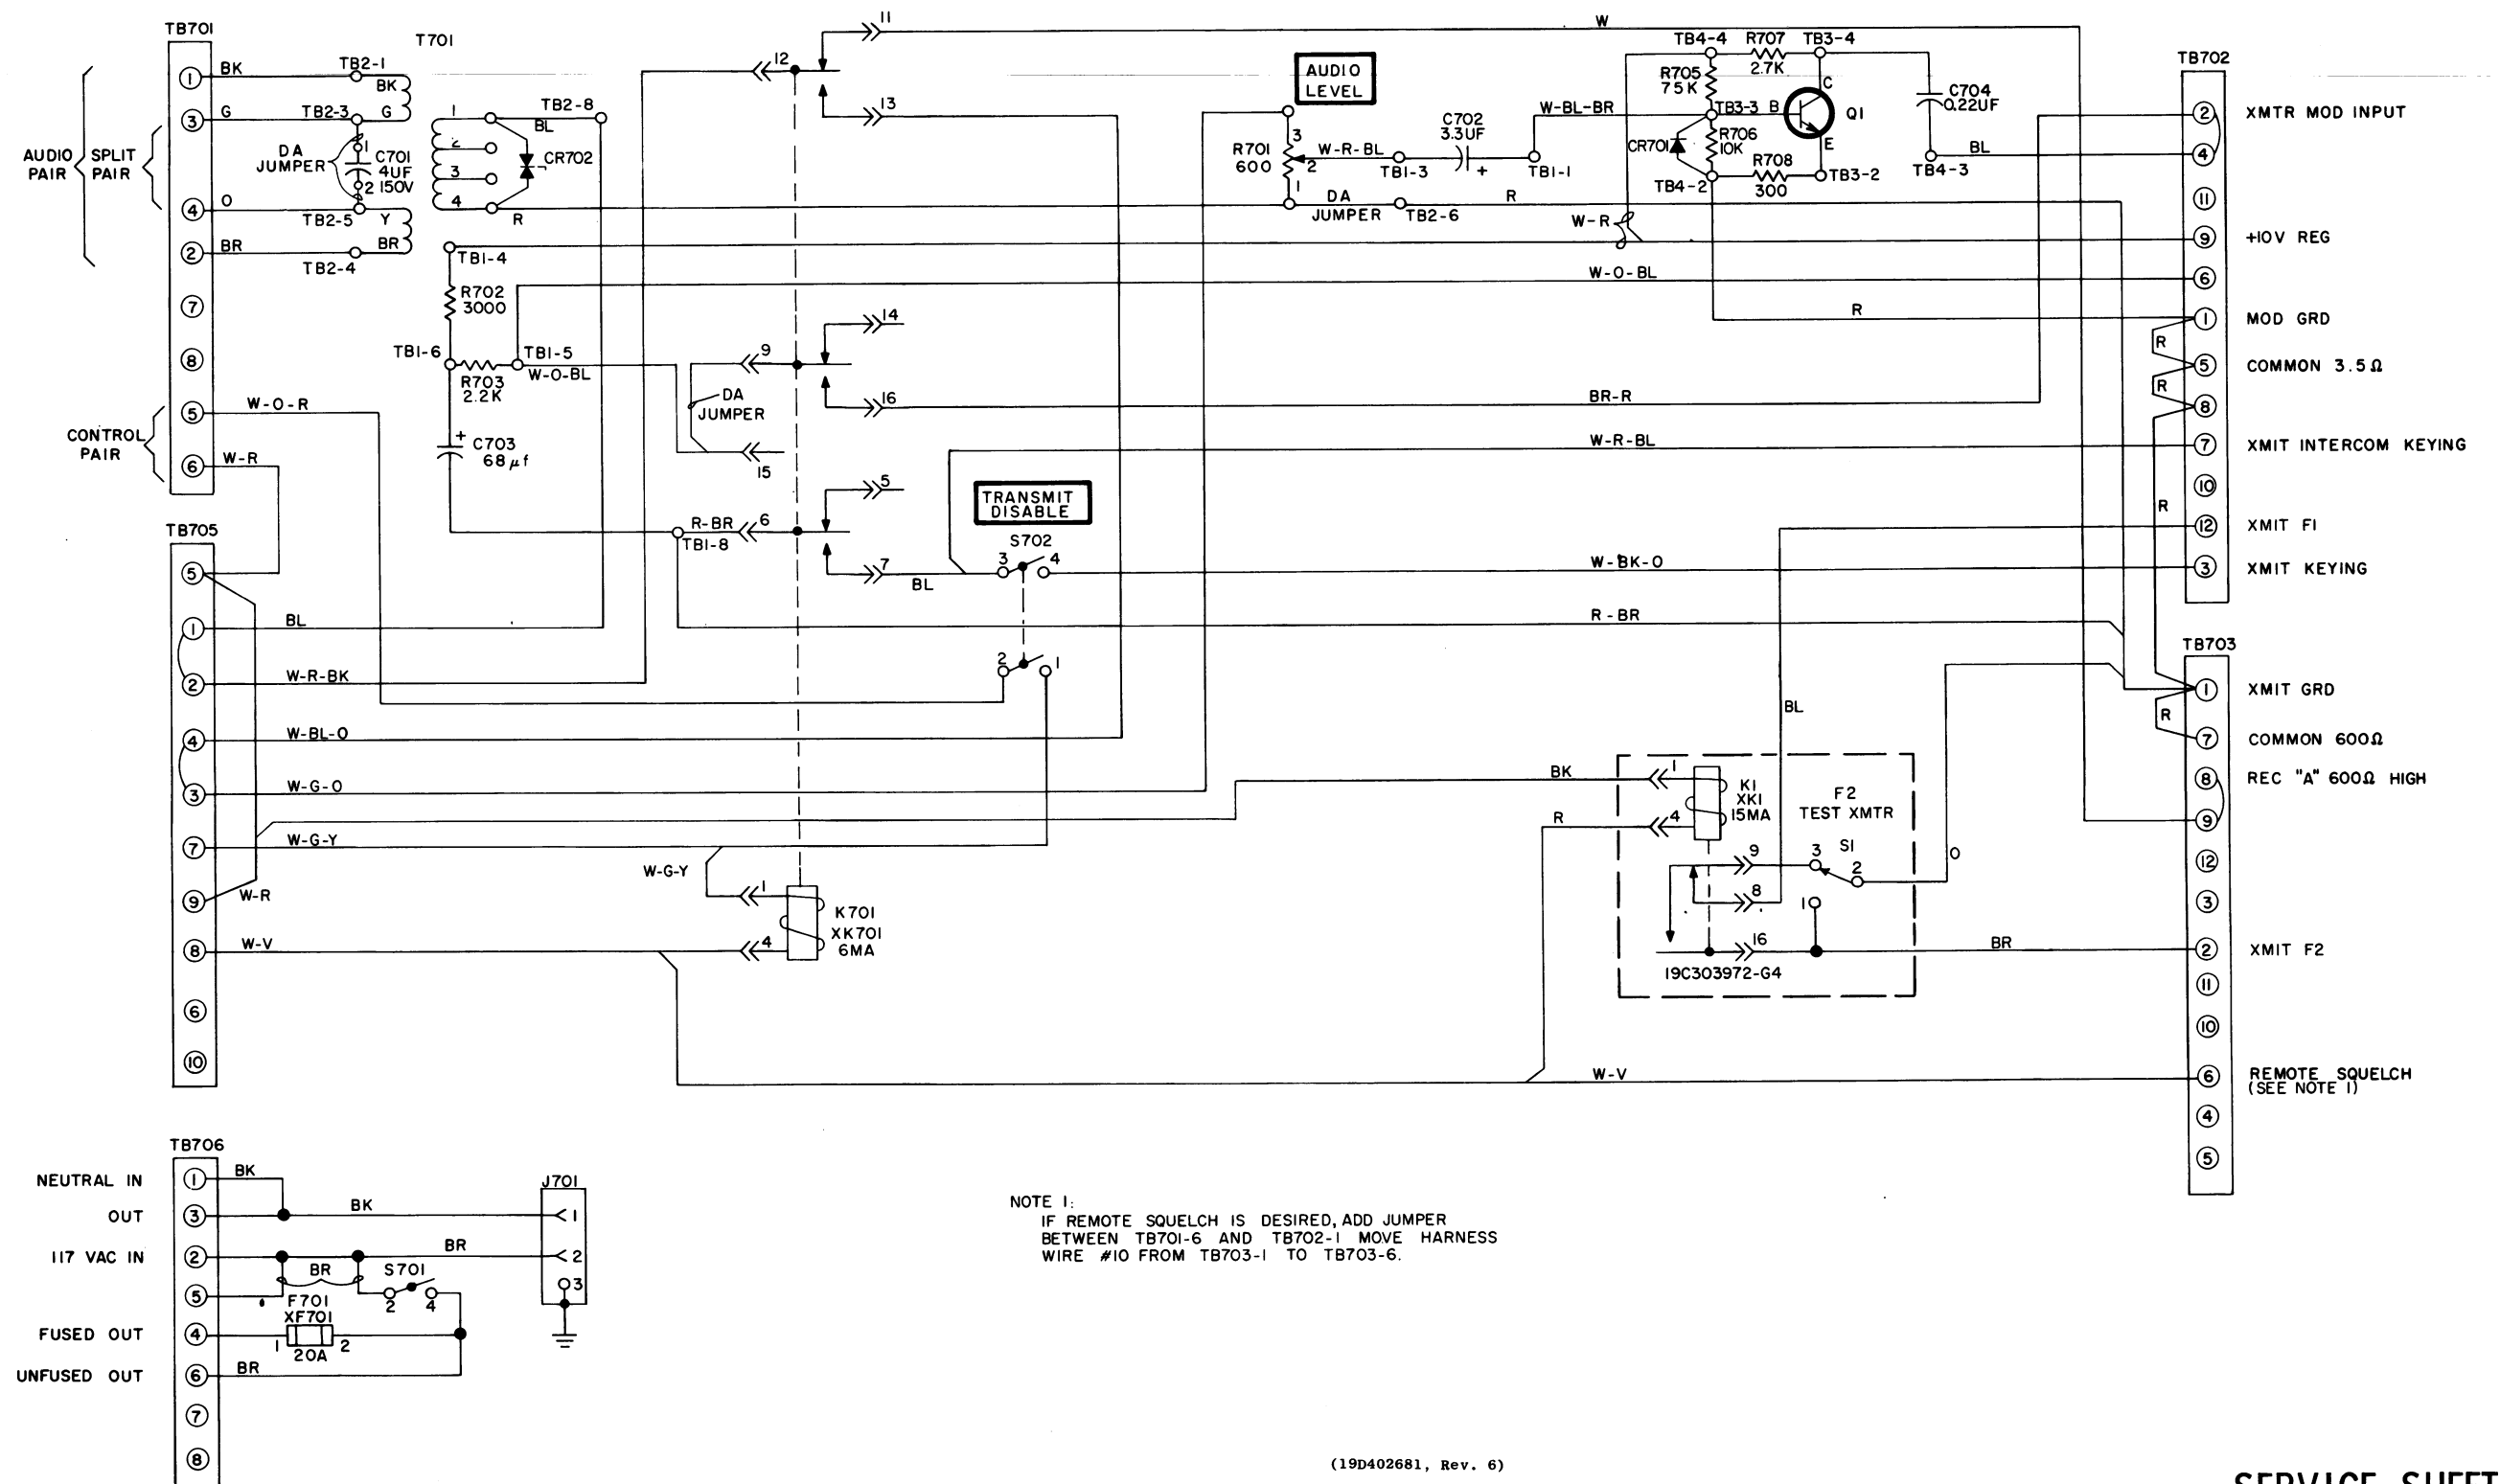 TB701
T701
1 BK TB2-1
BK
3 G TB2-3 G
AUDIO PAIR
SPLIT PAIR
DA JUMPER
1
C701
4UF
2 150V
4 O TB2-5 Y
2 BR TB2-4 BR
7
8
5 W-O-R
CONTROL PAIR
6 W-R
1
2
3
4
TB2-8
BL
CR702
R
TB1-4
R702
3000
TB1-6
R703
2.2K
TB1-5
W-O-BL
+
C703
68µf
TB1-8
R-BR
12
11
13
9
14
16
DA JUMPER
15
6
5
7
BL
W
AUDIO LEVEL
R701
600
3
2
1
W-R-BL
TB1-3
C702
3.3UF
+
TB1-1
W-BL-BR
DA JUMPER
TB2-6
R
TB4-4
R707
2.7K
TB3-4
R705
75K
TB3-3
B
C
E
Q1
CR701
R706
10K
R708
300
TB4-2
TB3-2
C704
0.22UF
TB4-3
BL
W-R
W-O-BL
R
BR-R
W-R-BL
TRANSMIT DISABLE
S702
3
4
2
1
W-BK-O
R-BR
TB702
2 XMTR MOD INPUT
4
11
9 +10V REG
6
1 MOD GRD
R
5 COMMON 3.5Ω
R
8
7 XMIT INTERCOM KEYING
10
R
12 XMIT F1
3 XMIT KEYING
TB705
5
1 BL
2 W-R-BK
4 W-BL-O
3 W-G-O
7 W-G-Y
9 W-R
8 W-V
6
10
W-G-Y
1
4
K701
XK701
6MA
BK
1
R
4
K1
XK1
15MA
F2
TEST XMTR
9
8
16
3
S1
2
1
19C303972-G4
BL
O
BR
W-V
TB703
1 XMIT GRD
R
7 COMMON 600Ω
8 REC "A" 600Ω HIGH
9
12
3
2 XMIT F2
11
10
6 REMOTE SQUELCH
(SEE NOTE 1)
4
5
TB706
NEUTRAL IN 1 BK
OUT 3 BK
117 VAC IN 2 BR
BR
S701
2
4
5
F701
XF701
FUSED OUT 4
1
2
20A
UNFUSED OUT 6 BR
7
8
J701
1
2
3
NOTE 1:
IF REMOTE SQUELCH IS DESIRED, ADD JUMPER
BETWEEN TB701-6 AND TB702-1 MOVE HARNESS
WIRE #10 FROM TB703-1 TO TB703-6.
(19D402681, Rev. 6)
SERVICE SHEET